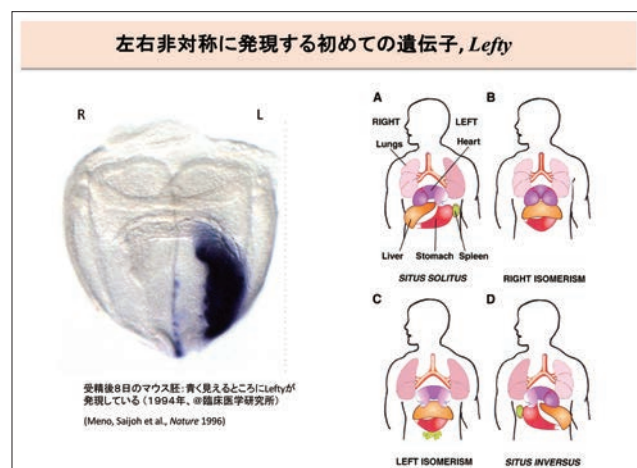 左右非対称に発現する初めての遺伝子, Lefty
R L
受精後8日のマウス胚：青く見えるところにLeftyが
発現している（1994年、@臨床医学研究所）
(Meno, Saijoh et al., Nature 1996)
A B
RIGHT LEFT
Lungs Heart
Liver Stomach Spleen
SITUS SOLITUS RIGHT ISOMERISM
C D
LEFT ISOMERISM SITUS INVERSUS